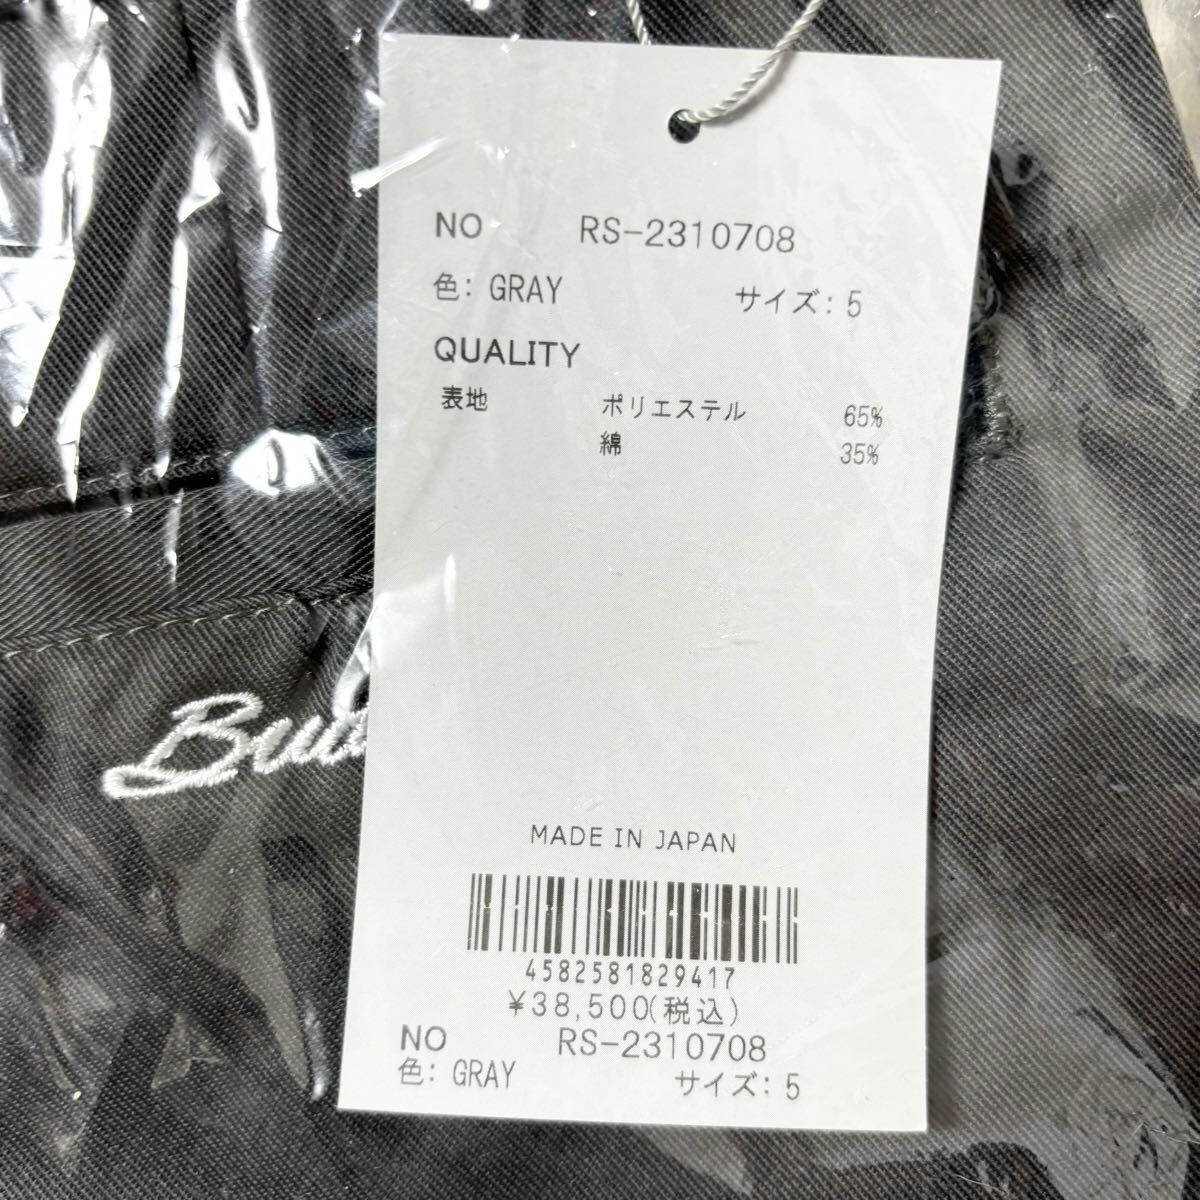 NO RS-2310708
色: GRAY サイズ: 5
QUALITY
表地 ポリエステル 65%
綿 35%
MADE IN JAPAN
4582581829417
¥38,500(税込)
NO RS-2310708
色: GRAY サイズ: 5